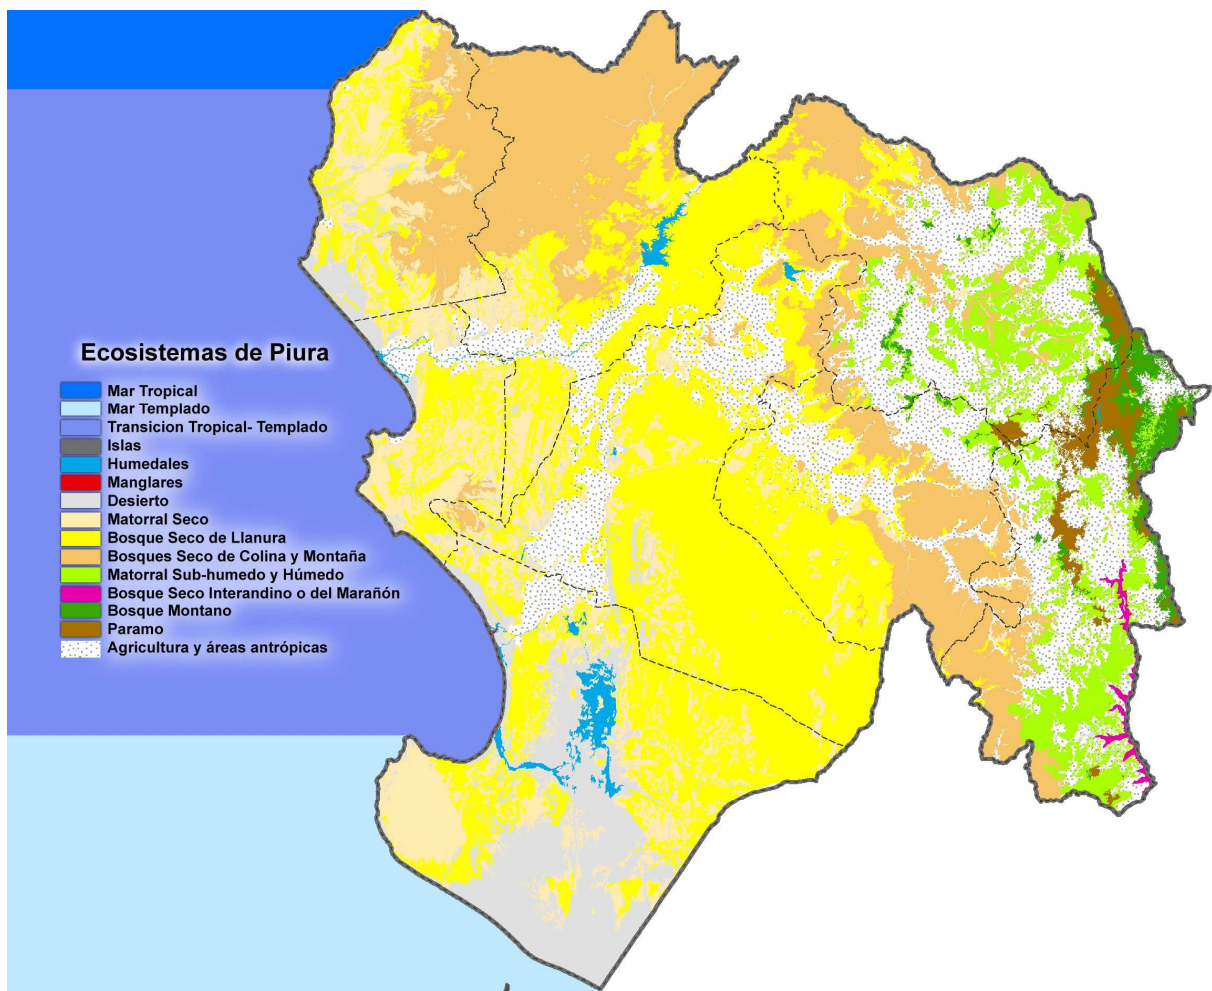 Ecosistemas de Piura
Mar Tropical
Mar Templado
Transicion Tropical- Templado
Islas
Humedales
Manglares
Desierto
Matorral Seco
Bosque Seco de Llanura
Bosques Seco de Colina y Montaña
Matorral Sub-humedo y Húmedo
Bosque Seco Interandino o del Marañón
Bosque Montano
Paramo
Agricultura y áreas antrópicas